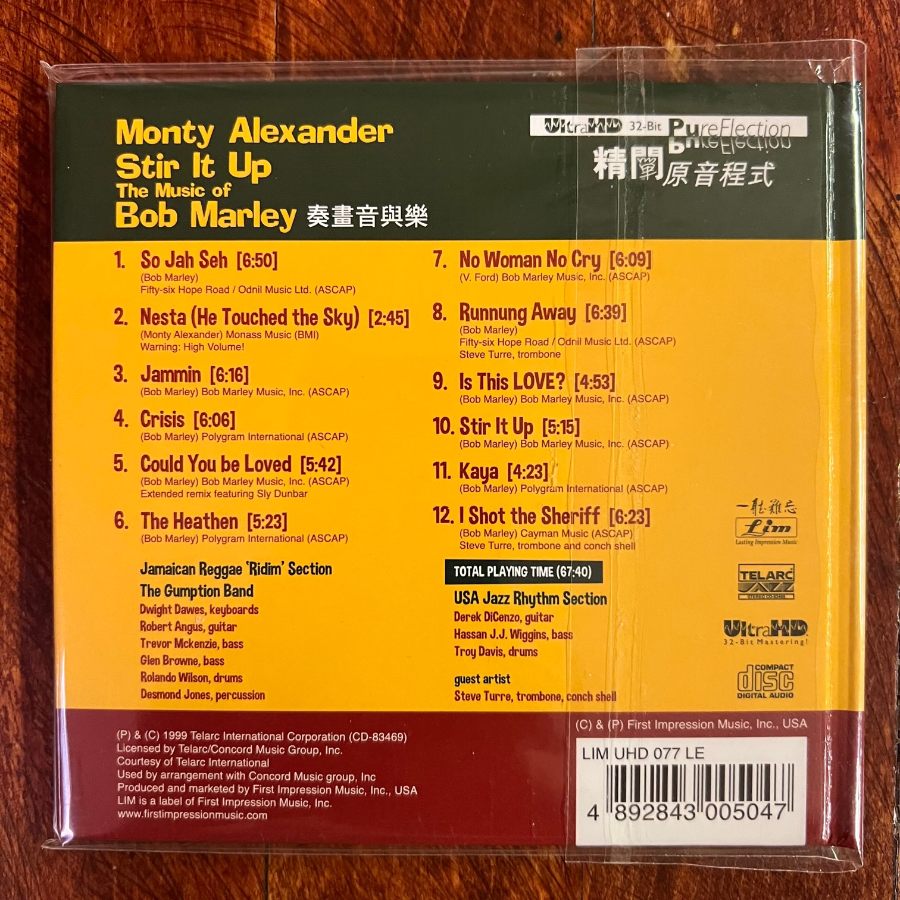 Monty Alexander
Stir It Up
The Music of
Bob Marley 奏畫音與樂
UltraHD 32-Bit PureFlection
精闡原音程式
1. So Jah Seh [6:50]
(Bob Marley)
Fifty-six Hope Road / Odnil Music Ltd. (ASCAP)
2. Nesta (He Touched the Sky) [2:45]
(Monty Alexander) Monass Music (BMI)
Warning: High Volume!
3. Jammin [6:16]
(Bob Marley) Bob Marley Music, Inc. (ASCAP)
4. Crisis [6:06]
(Bob Marley) Polygram International (ASCAP)
5. Could You be Loved [5:42]
(Bob Marley) Bob Marley Music, Inc. (ASCAP)
Extended remix featuring Sly Dunbar
6. The Heathen [5:23]
(Bob Marley) Polygram International (ASCAP)
Jamaican Reggae 'Ridim' Section
The Gumption Band
Dwight Dawes, keyboards
Robert Angus, guitar
Trevor Mckenzie, bass
Glen Browne, bass
Rolando Wilson, drums
Desmond Jones, percussion
7. No Woman No Cry [6:09]
(V. Ford) Bob Marley Music, Inc. (ASCAP)
8. Runnung Away [6:39]
(Bob Marley)
Fifty-six Hope Road / Odnil Music Ltd. (ASCAP)
Steve Turre, trombone
9. Is This LOVE? [4:53]
(Bob Marley) Bob Marley Music, Inc. (ASCAP)
10. Stir It Up [5:15]
(Bob Marley) Bob Marley Music, Inc. (ASCAP)
11. Kaya [4:23]
(Bob Marley) Polygram International (ASCAP)
12. I Shot the Sheriff [6:23]
(Bob Marley) Cayman Music (ASCAP)
Steve Turre, trombone and conch shell
TOTAL PLAYING TIME (67:40)
USA Jazz Rhythm Section
Derek DiCenzo, guitar
Hassan J.J. Wiggins, bass
Troy Davis, drums
guest artist
Steve Turre, trombone, conch shell
一聽難忘
Lim
Lasting Impression Music
TELARC
JAZZ
UltraHD
32-Bit Mastering!
COMPACT
disc
DIGITAL AUDIO
(P) & (C) 1999 Telarc International Corporation (CD-83469)
Licensed by Telarc/Concord Music Group, Inc.
Courtesy of Telarc International
Used by arrangement with Concord Music group, Inc
Produced and marketed by First Impression Music, Inc., USA
LIM is a label of First Impression Music, Inc.
www.firstimpressionmusic.com
(C) & (P) First Impression Music, Inc., USA
LIM UHD 077 LE
4 892843 005047